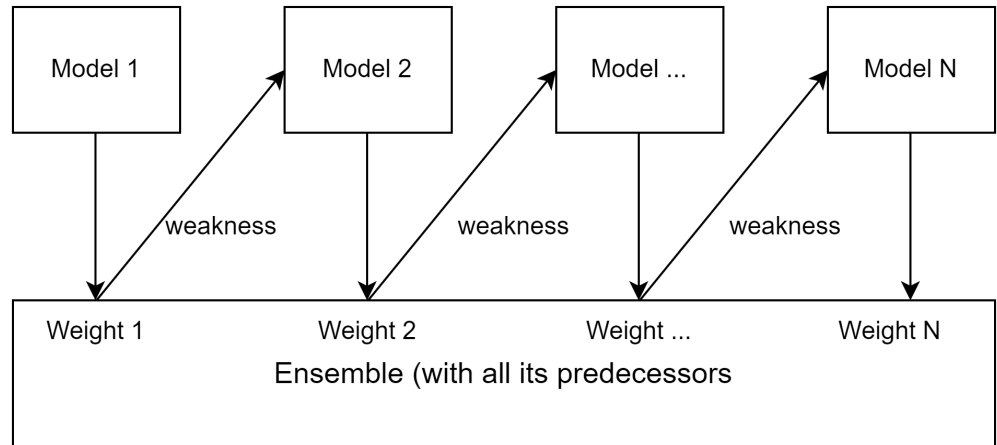 Model 1
Model 2
Model ...
Model N
weakness
weakness
weakness
Weight 1
Weight 2
Weight ...
Weight N
Ensemble (with all its predecessors